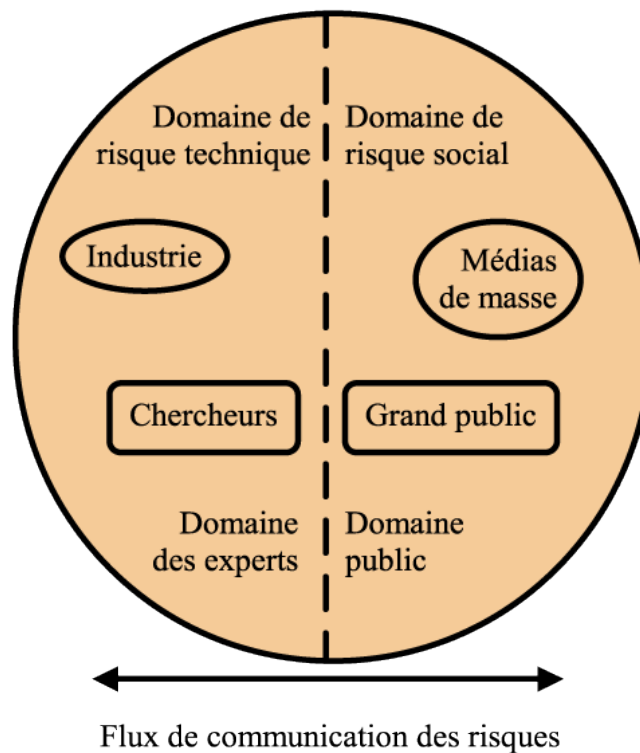 Domaine de
risque technique
Domaine de
risque social
Industrie
Médias
de masse
Chercheurs
Grand public
Domaine
des experts
Domaine
public
Flux de communication des risques